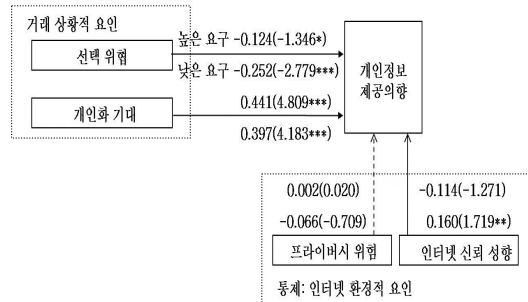 거래 상황적 요인
선택 위협
높은 요구 -0.124(-1.346*)
낮은 요구 -0.252(-2.779***)
개인정보
제공의향
개인화 기대
0.441(4.809***)
0.397(4.183***)
0.002(0.020)
-0.114(-1.271)
-0.066(-0.709)
0.160(1.719**)
프라이버시 위험
인터넷 신뢰 성향
통제: 인터넷 환경적 요인